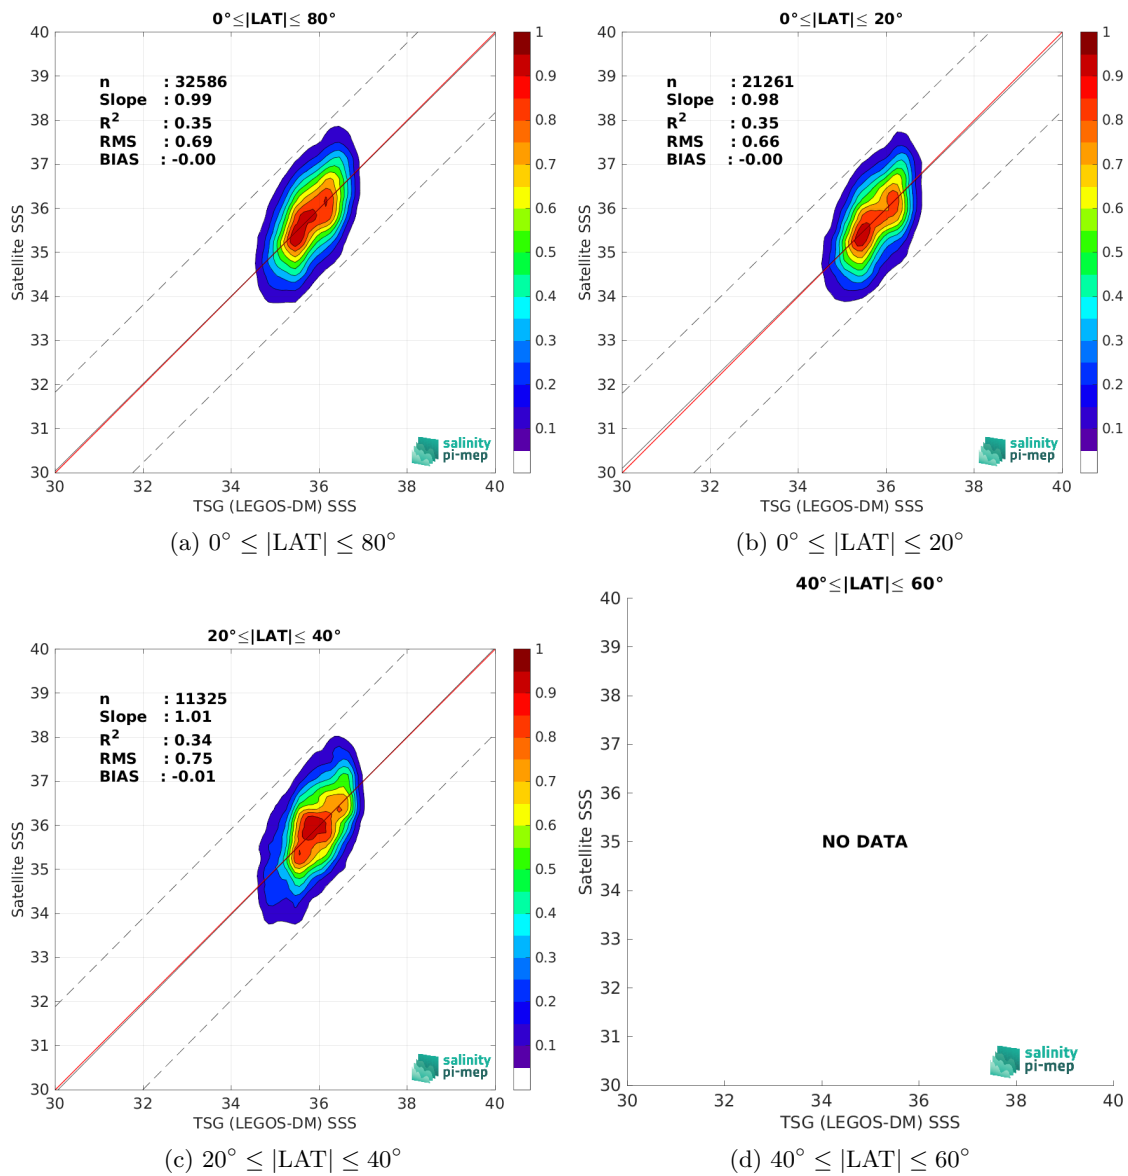 0°≤|LAT|≤ 80°
n : 32586
Slope : 0.99
R² : 0.35
RMS : 0.69
BIAS : -0.00
Satellite SSS
40
39
38
37
36
35
34
33
32
31
30
30 32 34 36 38 40
TSG (LEGOS-DM) SSS
1
0.9
0.8
0.7
0.6
0.5
0.4
0.3
0.2
0.1
salinity
pi-mep
(a) 0° ≤ |LAT| ≤ 80°
0°≤|LAT|≤ 20°
n : 21261
Slope : 0.98
R² : 0.35
RMS : 0.66
BIAS : -0.00
Satellite SSS
40
39
38
37
36
35
34
33
32
31
30
30 32 34 36 38 40
TSG (LEGOS-DM) SSS
1
0.9
0.8
0.7
0.6
0.5
0.4
0.3
0.2
0.1
salinity
pi-mep
(b) 0° ≤ |LAT| ≤ 20°
20°≤|LAT|≤ 40°
n : 11325
Slope : 1.01
R² : 0.34
RMS : 0.75
BIAS : -0.01
Satellite SSS
40
39
38
37
36
35
34
33
32
31
30
30 32 34 36 38 40
TSG (LEGOS-DM) SSS
1
0.9
0.8
0.7
0.6
0.5
0.4
0.3
0.2
0.1
salinity
pi-mep
(c) 20° ≤ |LAT| ≤ 40°
40°≤|LAT|≤ 60°
Satellite SSS
40
39
38
37
36
35
34
33
32
31
30
NO DATA
30 32 34 36 38 40
TSG (LEGOS-DM) SSS
salinity
pi-mep
(d) 40° ≤ |LAT| ≤ 60°